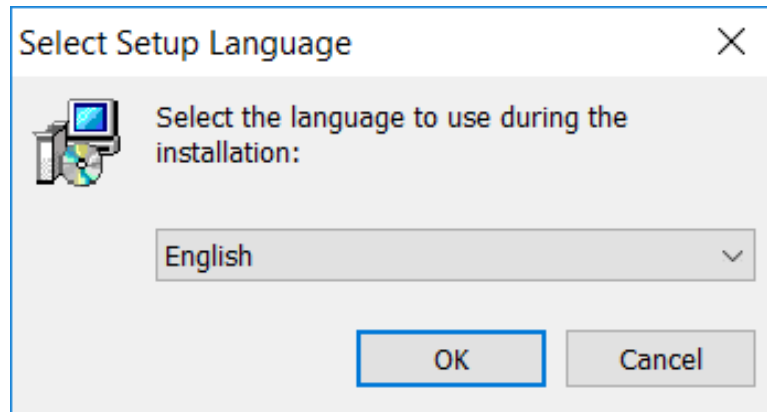 Select Setup Language
Select the language to use during the
installation:
English
OK
Cancel